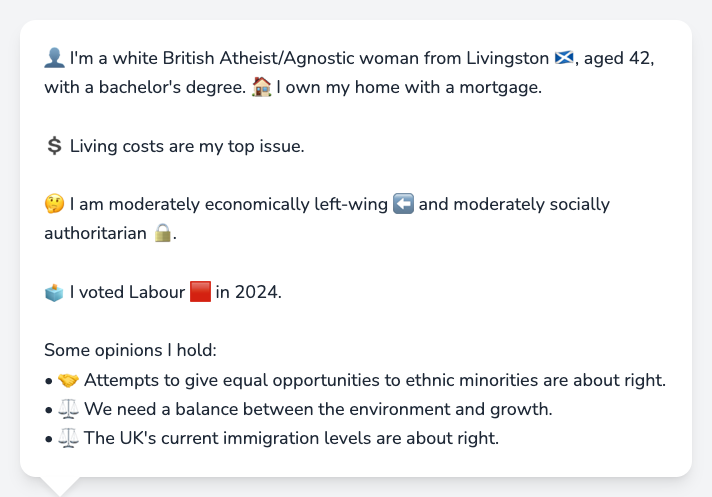 👤 I'm a white British Atheist/Agnostic woman from Livingston 🏴󠁧󠁢󠁳󠁣󠁴󠁿, aged 42,
with a bachelor's degree. 🏠 I own my home with a mortgage.
💲 Living costs are my top issue.
🤔 I am moderately economically left-wing ⬅️ and moderately socially
authoritarian 🔒.
🗳️ I voted Labour 🟥 in 2024.
Some opinions I hold:
• 🤝 Attempts to give equal opportunities to ethnic minorities are about right.
• ⚖️ We need a balance between the environment and growth.
• ⚖️ The UK's current immigration levels are about right.